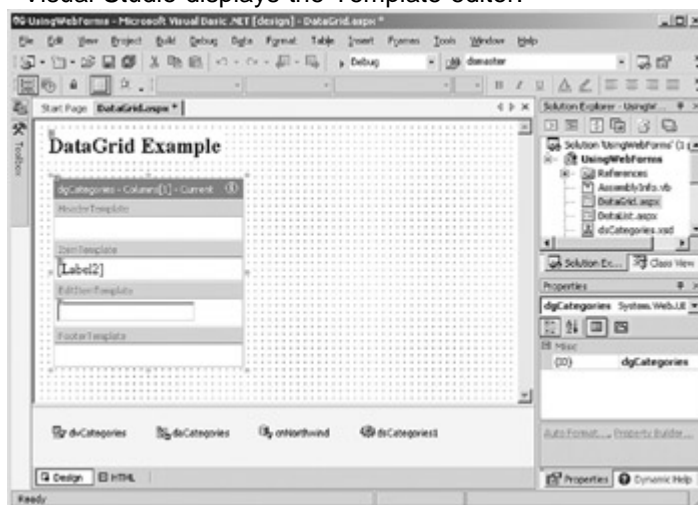 Visual Studio displays the Template editor.
UsingWebForms - Microsoft Visual Basic .NET [design] - DataGrid.aspx *
File Edit View Project Build Debug Data Format Table Insert Frames Tools Window Help
Debug
damaster
Start Page DataGrid.aspx *
Toolbox
DataGrid Example
dgCategories - Columns[1] - Current
HeaderTemplate
ItemTemplate
[Label2]
EditItemTemplate
FooterTemplate
dvCategories daCategories cnNorthwind dsCategories1
Design HTML
Ready
Solution Explorer - UsingW...
Solution 'UsingWebForms' (1
UsingWebForms
References
AssemblyInfo.vb
DataGrid.aspx
DataList.aspx
dsCategories.xsd
Solution Ex... Class View
Properties
dgCategories System.Web.UI
Misc
(ID) dgCategories
Auto Format..., Property Builder...
Properties Dynamic Help